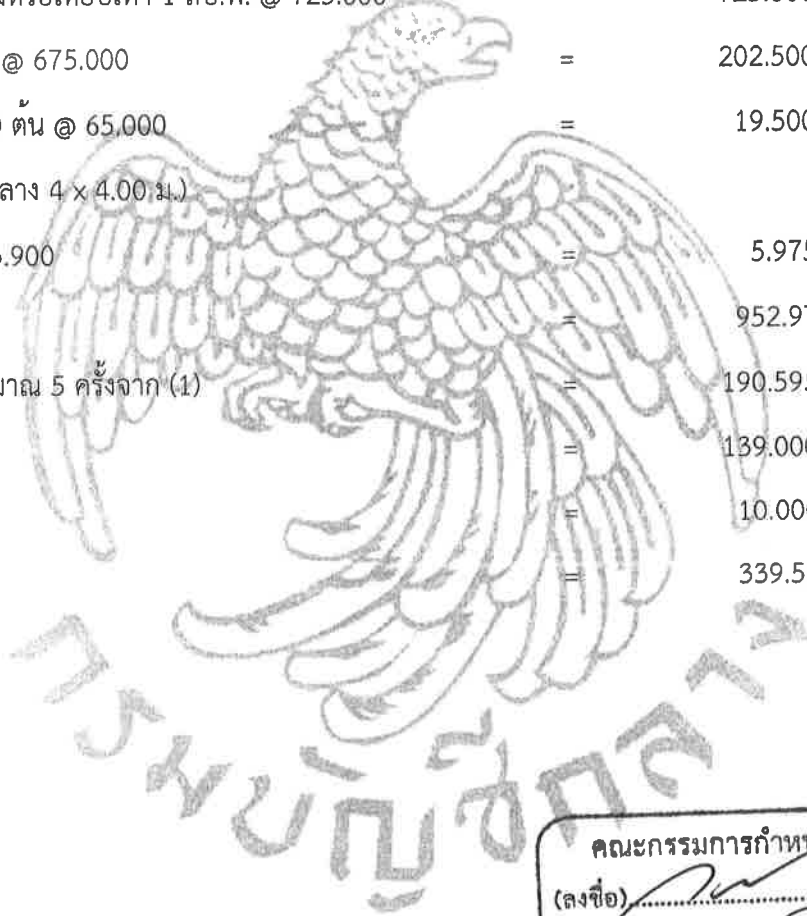 @ 675.000 = 202.500
ต้น @ 65.000 = 19.500
ลาง 4 x 4.00 ม.)
.900 = 5.975
= 952.97
มาณ 5 ครั้งจาก (1) = 190.59
= 139.000
= 10.00
= 339.5
กรมบัญชีกลาง
คณะกรรมการกำห
(ลงชื่อ)